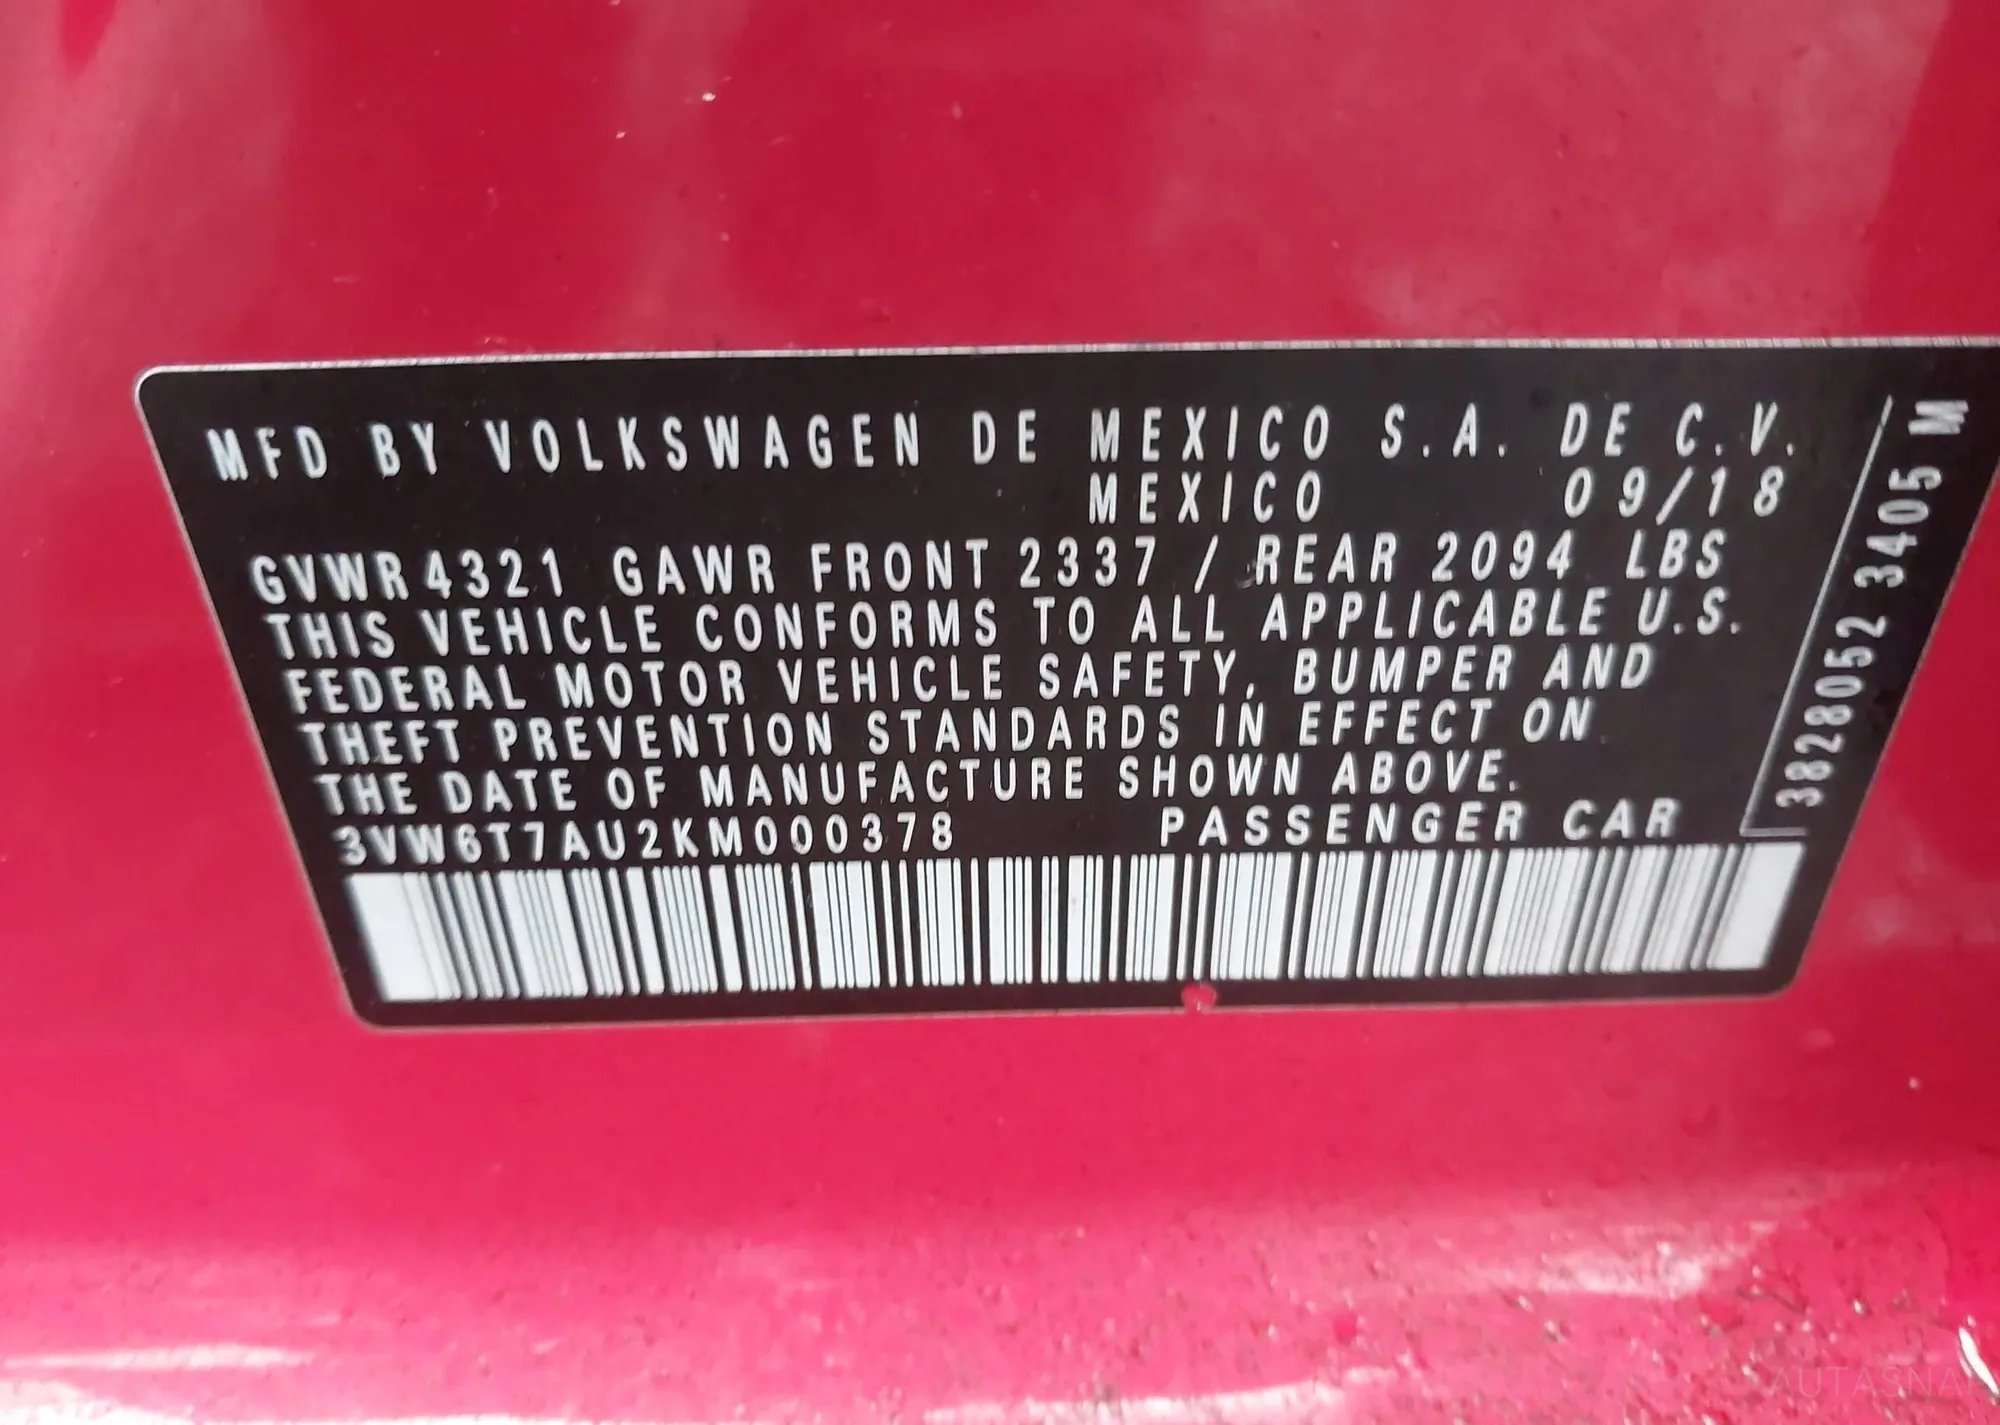 MFD BY VOLKSWAGEN DE MEXICO S.A. DE C.V.
MEXICO 09/18
GVWR 4321 GAWR FRONT 2337 / REAR 2094 LBS
THIS VEHICLE CONFORMS TO ALL APPLICABLE U.S.
FEDERAL MOTOR VEHICLE SAFETY, BUMPER AND
THEFT PREVENTION STANDARDS IN EFFECT ON
THE DATE OF MANUFACTURE SHOWN ABOVE.
3VW6T7AU2KM000378 PASSENGER CAR
3828052 3405 M